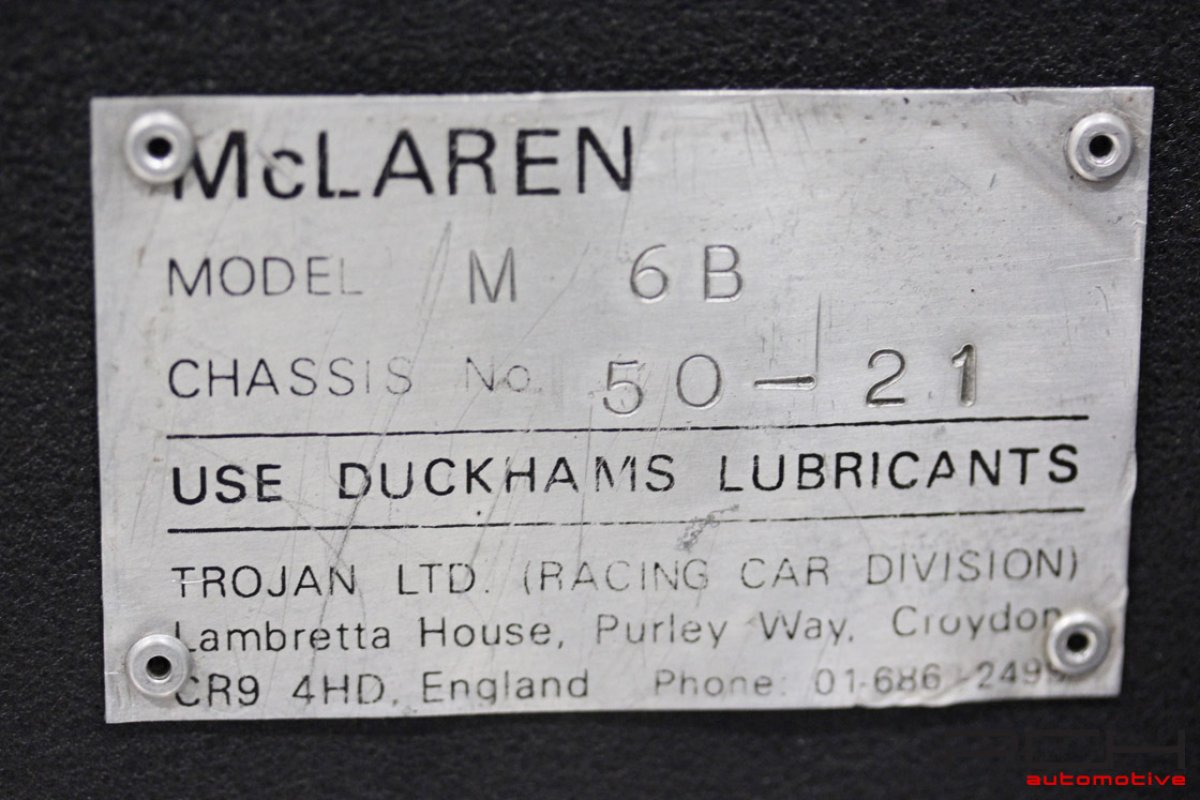 McLAREN
MODEL M 6B
CHASSIS No. 50-21
USE DUCKHAMS LUBRICANTS
TROJAN LTD. (RACING CAR DIVISION)
Lambretta House, Purley Way, Croydon
CR9 4HD, England Phone: 01-686
automotive